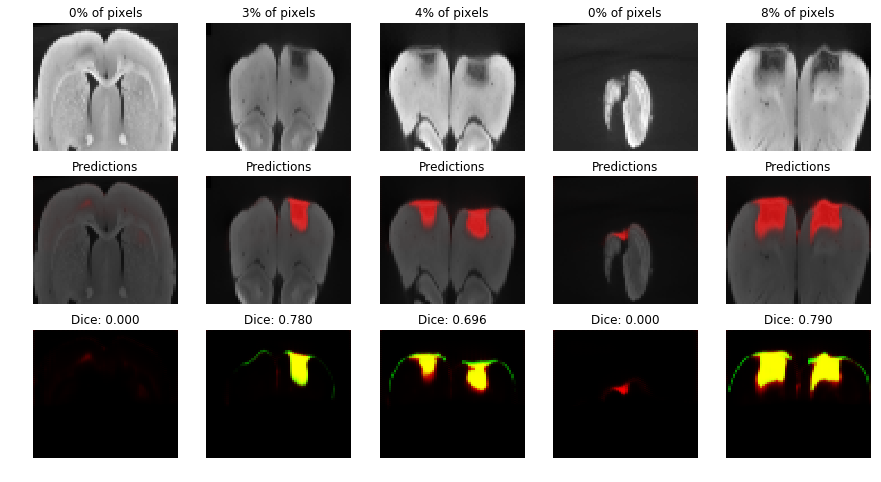 0% of pixels 3% of pixels 4% of pixels 0% of pixels 8% of pixels
Predictions Predictions Predictions Predictions Predictions
Dice: 0.000 Dice: 0.780 Dice: 0.696 Dice: 0.000 Dice: 0.790